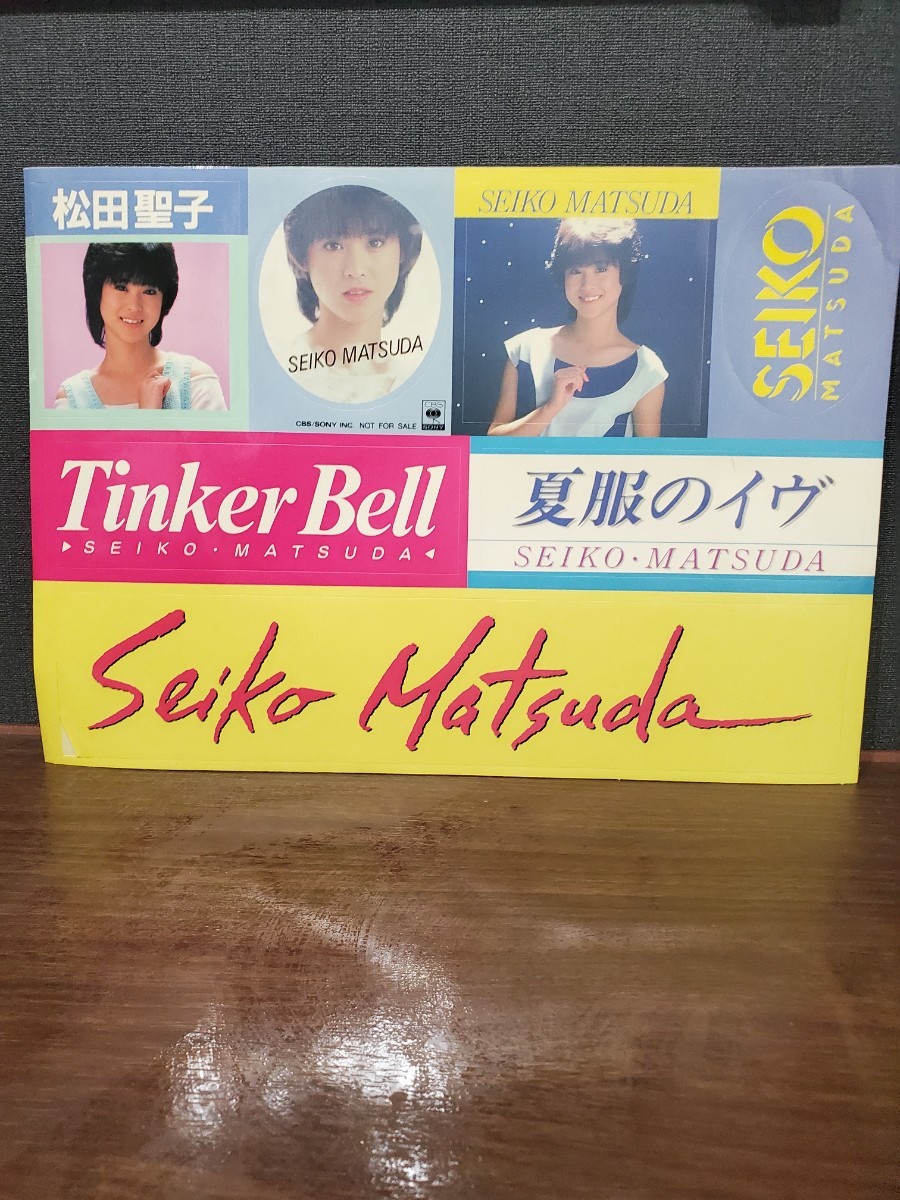 松田聖子
SEIKO MATSUDA
CBS/SONY INC. NOT FOR SALE
CBS
SONY
SEIKO MATSUDA
SEIKO
MATSUDA
Tinker Bell
▶SEIKO・MATSUDA◀
夏服のイヴ
SEIKO・MATSUDA
Seiko Matsuda